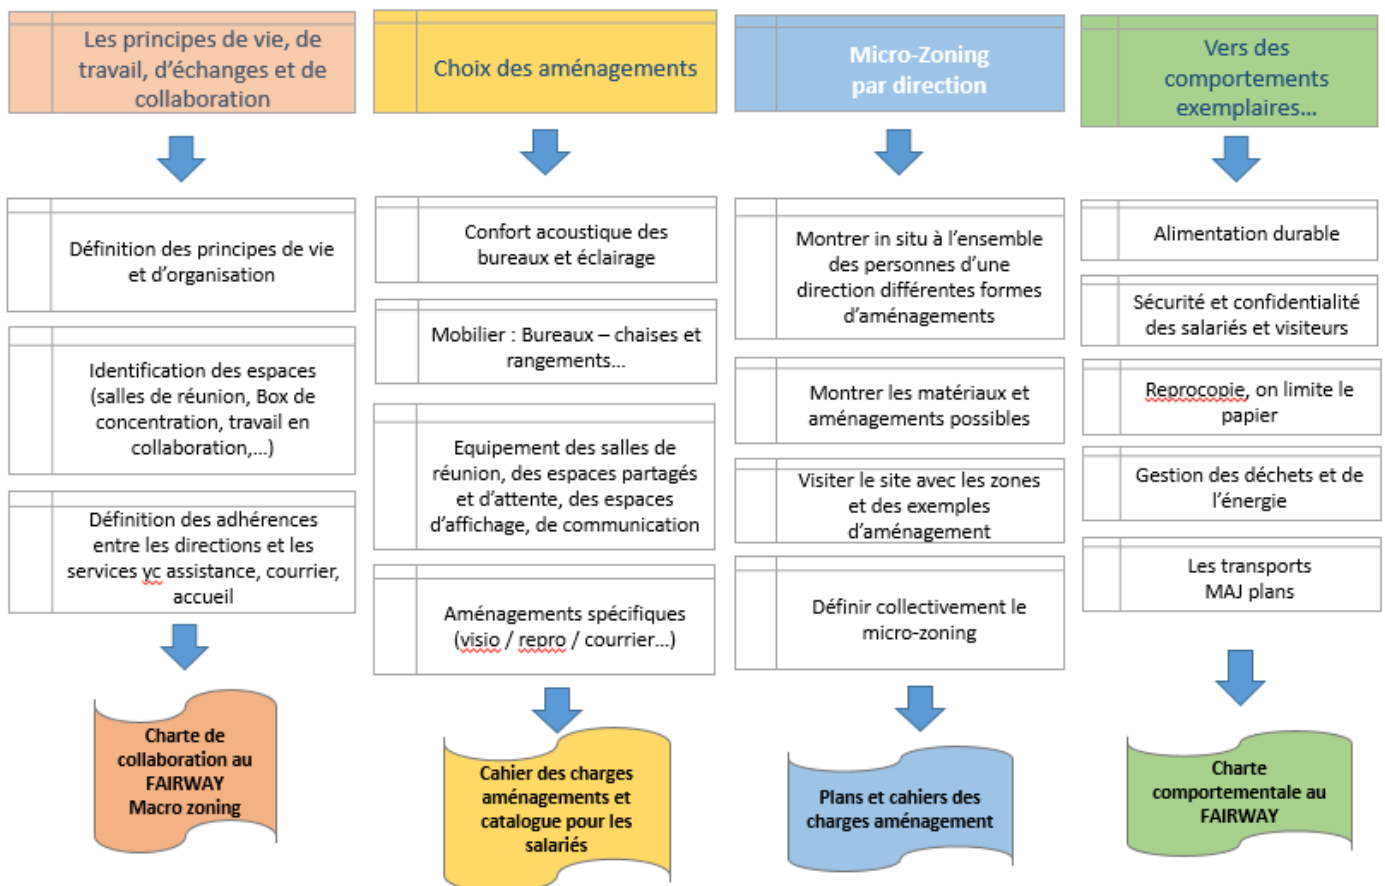 Les principes de vie, de
travail, d'échanges et de
collaboration
Définition des principes de vie
et d'organisation
Identification des espaces
(salles de réunion, Box de
concentration, travail en
collaboration,...)
Définition des adhérences
entre les directions et les
services yc assistance, courrier,
accueil
Charte de
collaboration au
FAIRWAY
Macro zoning
Choix des aménagements
Confort acoustique des
bureaux et éclairage
Mobilier : Bureaux – chaises et
rangements...
Equipement des salles de
réunion, des espaces partagés
et d'attente, des espaces
d'affichage, de communication
Aménagements spécifiques
(visio / repro / courrier...)
Cahier des charges
aménagements et
catalogue pour les
salariés
Micro-Zoning
par direction
Montrer in situ à l'ensemble
des personnes d'une
direction différentes formes
d'aménagements
Montrer les matériaux et
aménagements possibles
Visiter le site avec les zones
et des exemples
d'aménagement
Définir collectivement le
micro-zoning
Plans et cahiers des
charges aménagement
Vers des
comportements
exemplaires...
Alimentation durable
Sécurité et confidentialité
des salariés et visiteurs
Reprocopie, on limite le
papier
Gestion des déchets et de
l'énergie
Les transports
MAJ plans
Charte
comportementale au
FAIRWAY